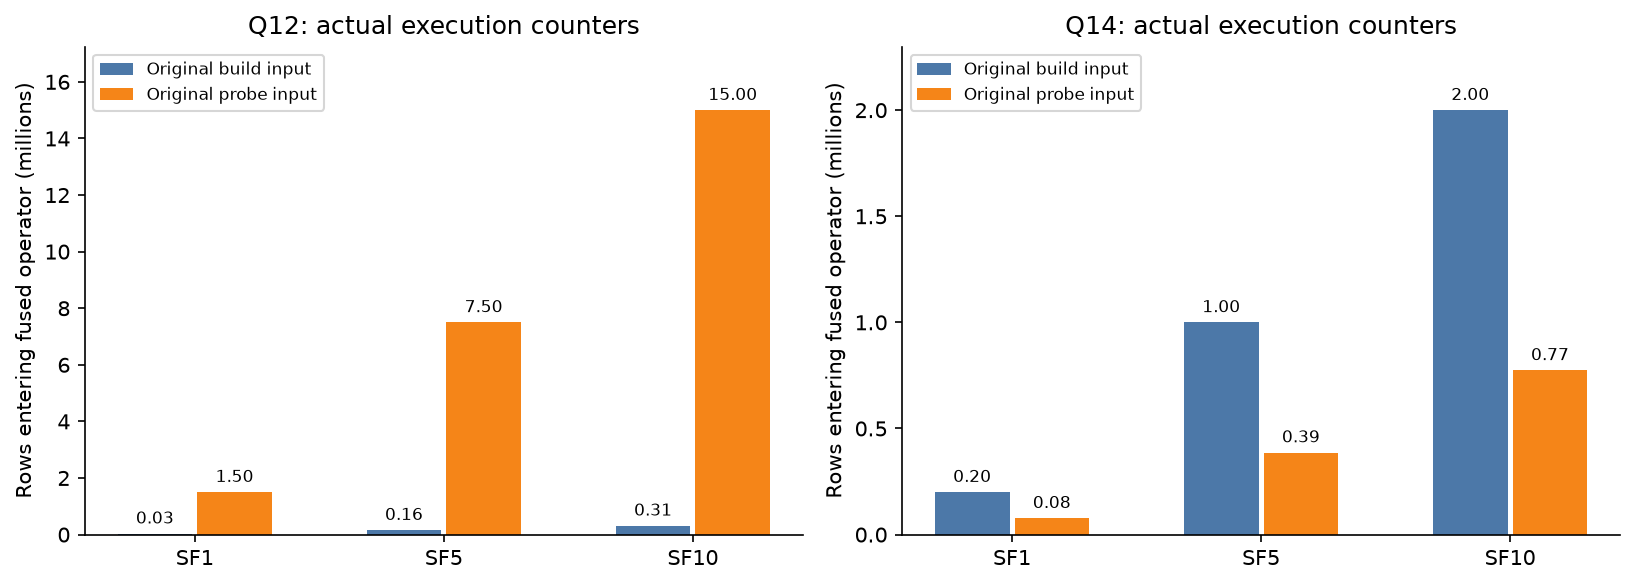 Q12: actual execution counters
Original build input
Original probe input
Rows entering fused operator (millions)
16
14
12
10
8
6
4
2
0
0.03
1.50
0.16
7.50
0.31
15.00
SF1
SF5
SF10
Q14: actual execution counters
Original build input
Original probe input
Rows entering fused operator (millions)
2.0
1.5
1.0
0.5
0.0
0.20
0.08
1.00
0.39
2.00
0.77
SF1
SF5
SF10